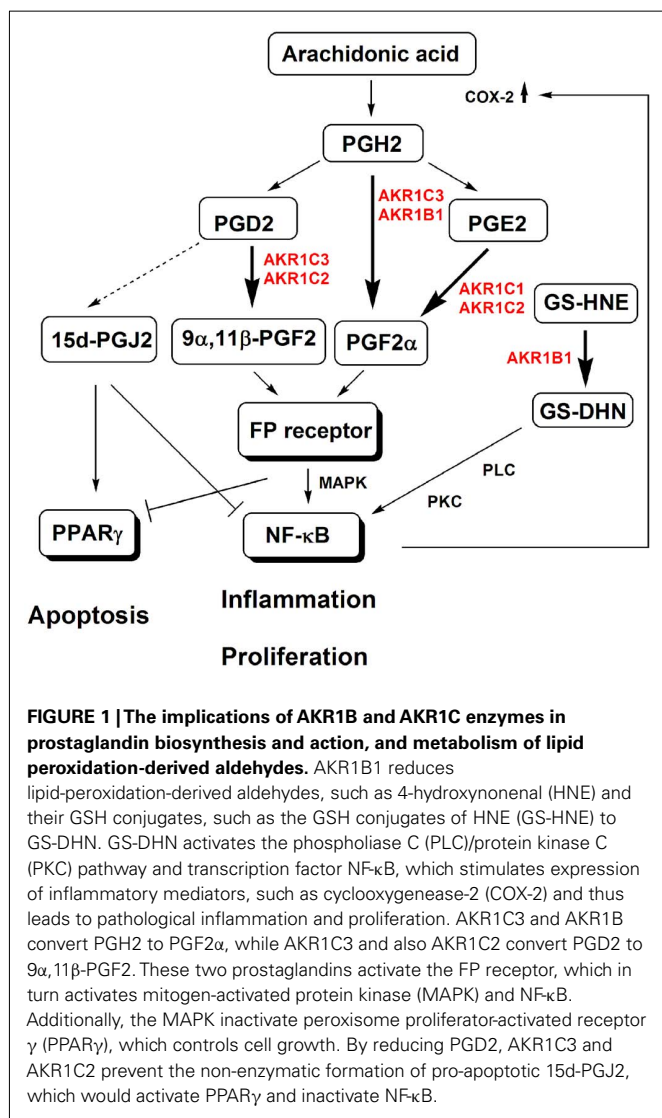 Arachidonic acid
COX-2
PGH2
AKR1C3
AKR1B1
PGD2
PGE2
AKR1C3
AKR1C2
AKR1C1
AKR1C2
GS-HNE
15d-PGJ2
9α,11β-PGF2
PGF2α
AKR1B1
GS-DHN
FP receptor
PLC
MAPK
PKC
PPARγ
NF-κB
Apoptosis
Inflammation
Proliferation
FIGURE 1 | The implications of AKR1B and AKR1C enzymes in
prostaglandin biosynthesis and action, and metabolism of lipid
peroxidation-derived aldehydes. AKR1B1 reduces
lipid-peroxidation-derived aldehydes, such as 4-hydroxynonenal (HNE) and
their GSH conjugates, such as the GSH conjugates of HNE (GS-HNE) to
GS-DHN. GS-DHN activates the phospholiase C (PLC)/protein kinase C
(PKC) pathway and transcription factor NF-κB, which stimulates expression
of inflammatory mediators, such as cyclooxygenease-2 (COX-2) and thus
leads to pathological inflammation and proliferation. AKR1C3 and AKR1B
convert PGH2 to PGF2α, while AKR1C3 and also AKR1C2 convert PGD2 to
9α,11β-PGF2. These two prostaglandins activate the FP receptor, which in
turn activates mitogen-activated protein kinase (MAPK) and NF-κB.
Additionally, the MAPK inactivate peroxisome proliferator-activated receptor
γ (PPARγ), which controls cell growth. By reducing PGD2, AKR1C3 and
AKR1C2 prevent the non-enzymatic formation of pro-apoptotic 15d-PGJ2,
which would activate PPARγ and inactivate NF-κB.